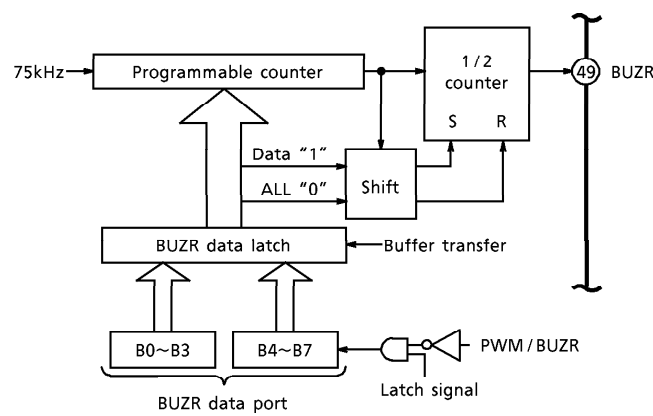 1 / 2
counter
75kHz
Programmable counter
49
BUZR
S R
Data "1"
ALL "0"
Shift
BUZR data latch
Buffer transfer
B0~B3
B4~B7
PWM / BUZR
Latch signal
BUZR data port